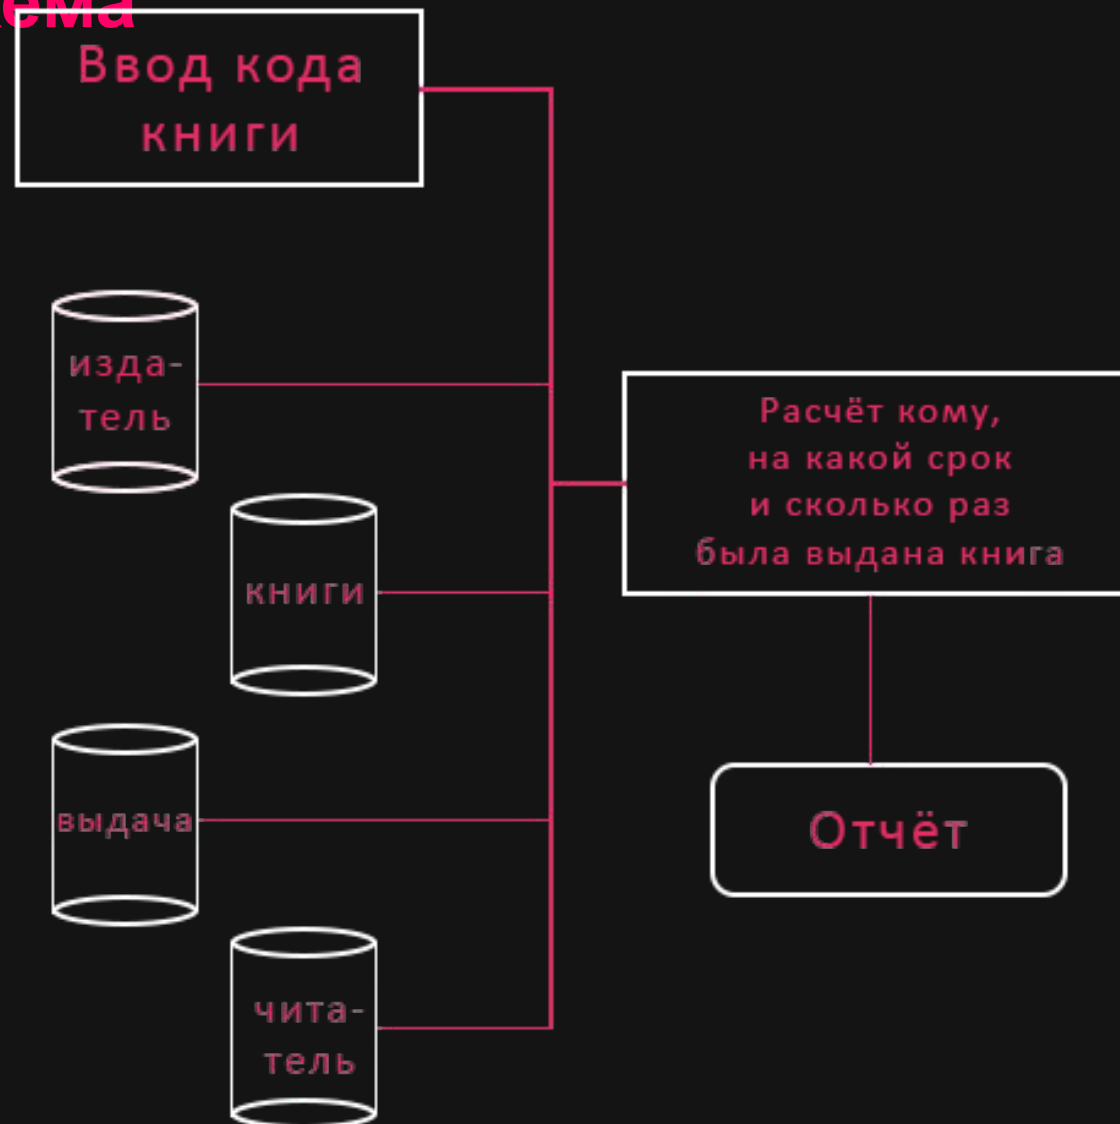 Ввод кода
книги
изда-
тель
книги
выдача
чита-
тель
Расчёт кому,
на какой срок
и сколько раз
была выдана книга
Отчёт